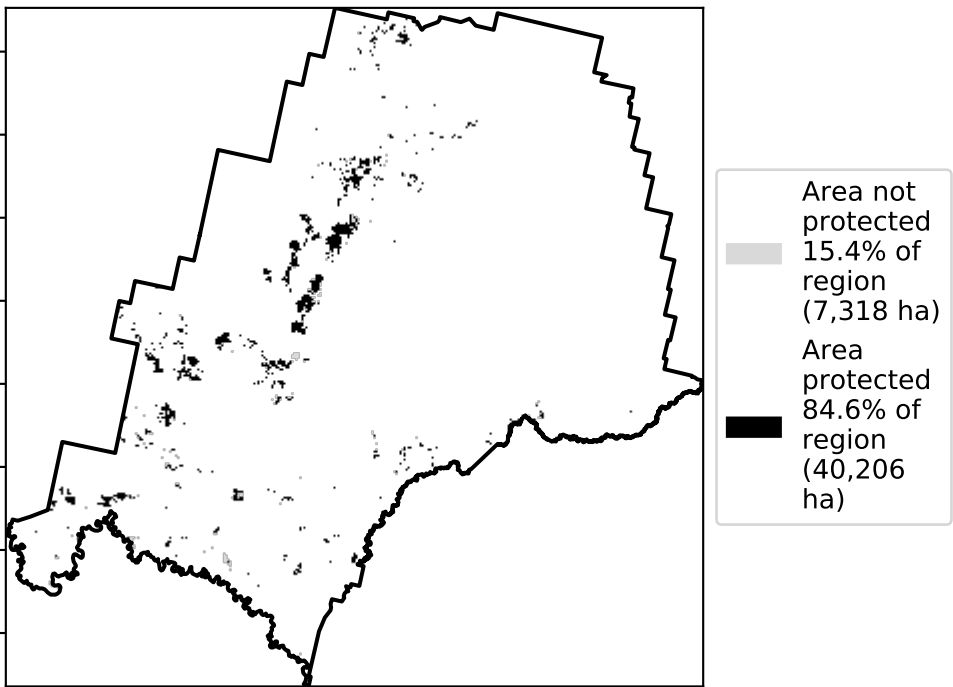 Area not
protected
15.4% of
region
(7,318 ha)
Area
protected
84.6% of
region
(40,206
ha)